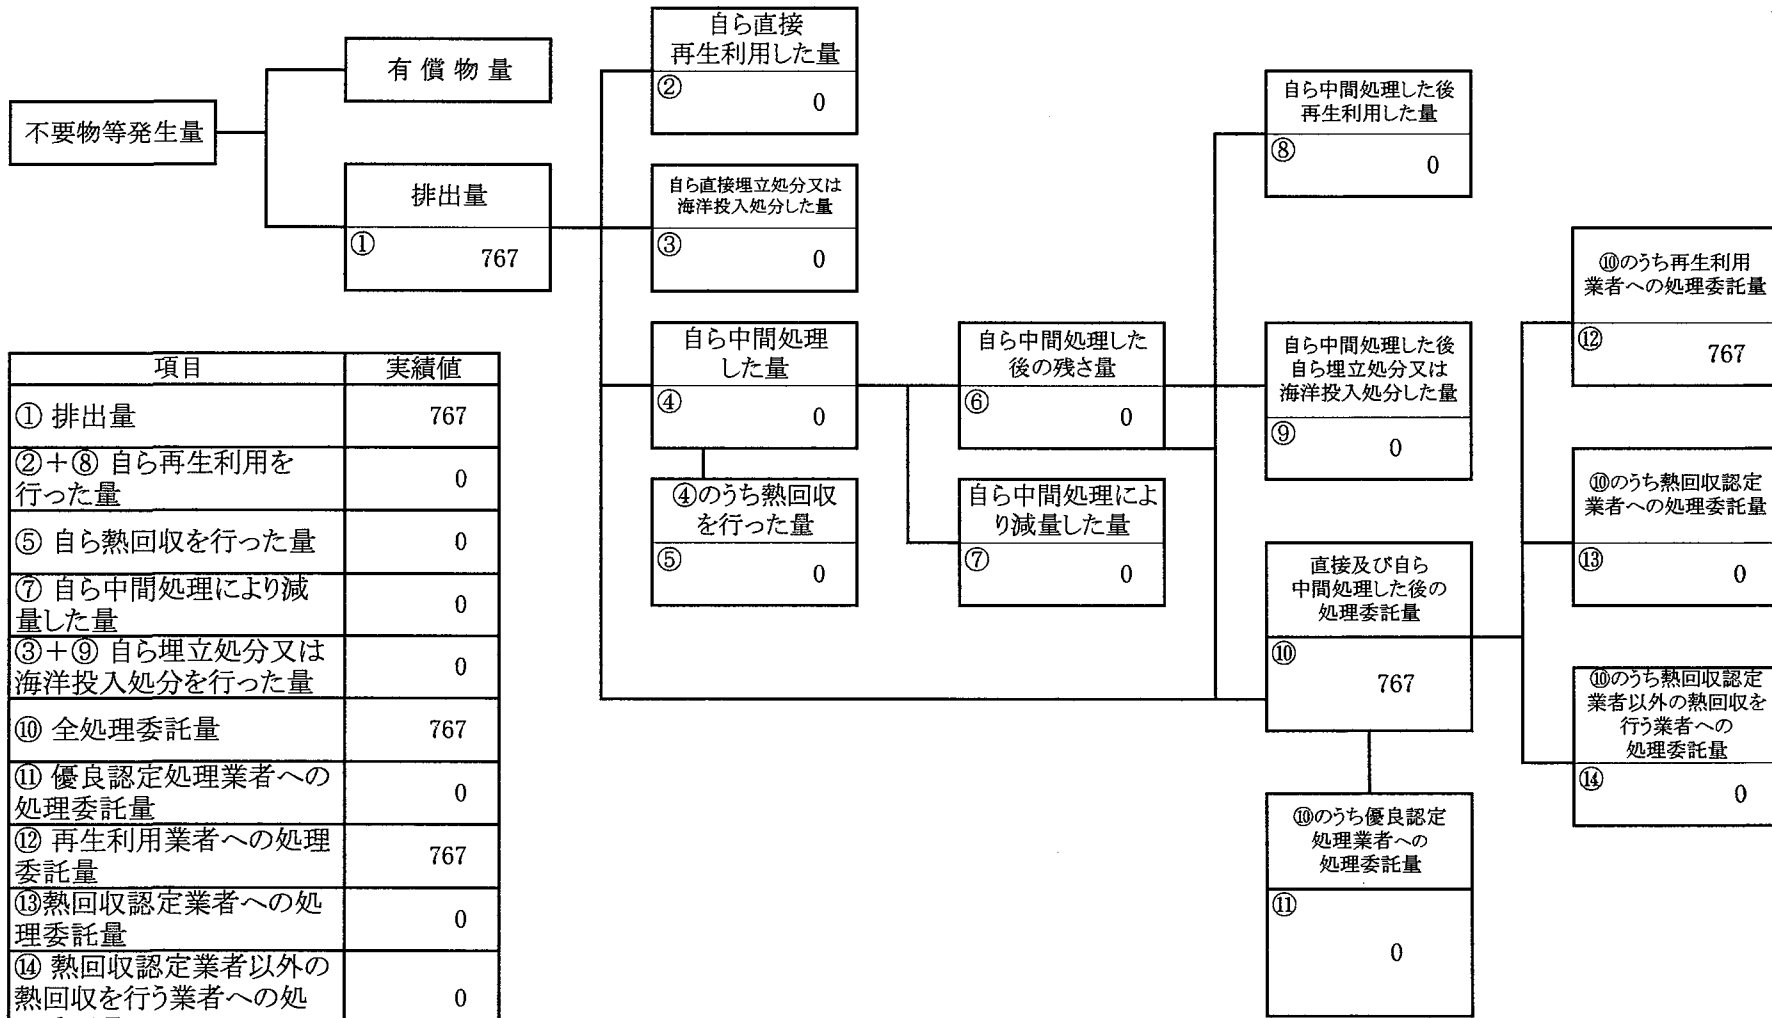 不要物等発生量
有償物量
排出量
① 767
自ら直接
再生利用した量
② 0
自ら直接埋立処分又は
海洋投入処分した量
③ 0
自ら中間処理
した量
④ 0
④のうち熱回収
を行った量
⑤ 0
自ら中間処理した
後の残さ量
⑥ 0
自ら中間処理によ
り減量した量
⑦ 0
自ら中間処理した後
再生利用した量
⑧ 0
自ら中間処理した後
自ら埋立処分又は
海洋投入処分した量
⑨ 0
直接及び自ら
中間処理した後の
処理委託量
⑩ 767
⑩のうち優良認定
処理業者への
処理委託量
⑪ 0
⑩のうち再生利用
業者への処理委託量
⑫ 767
⑩のうち熱回収認定
業者への処理委託量
⑬ 0
⑩のうち熱回収認定
業者以外の熱回収を
行う業者への
処理委託量
⑭ 0
項目 実績値
① 排出量 767
②+⑧ 自ら再生利用を
行った量 0
⑤ 自ら熱回収を行った量 0
⑦ 自ら中間処理により減
量した量 0
③+⑨ 自ら埋立処分又は
海洋投入処分を行った量 0
⑩ 全処理委託量 767
⑪ 優良認定処理業者への
処理委託量 0
⑫ 再生利用業者への処理
委託量 767
⑬熱回収認定業者への処
理委託量 0
⑭ 熱回収認定業者以外の
熱回収を行う業者への処 0